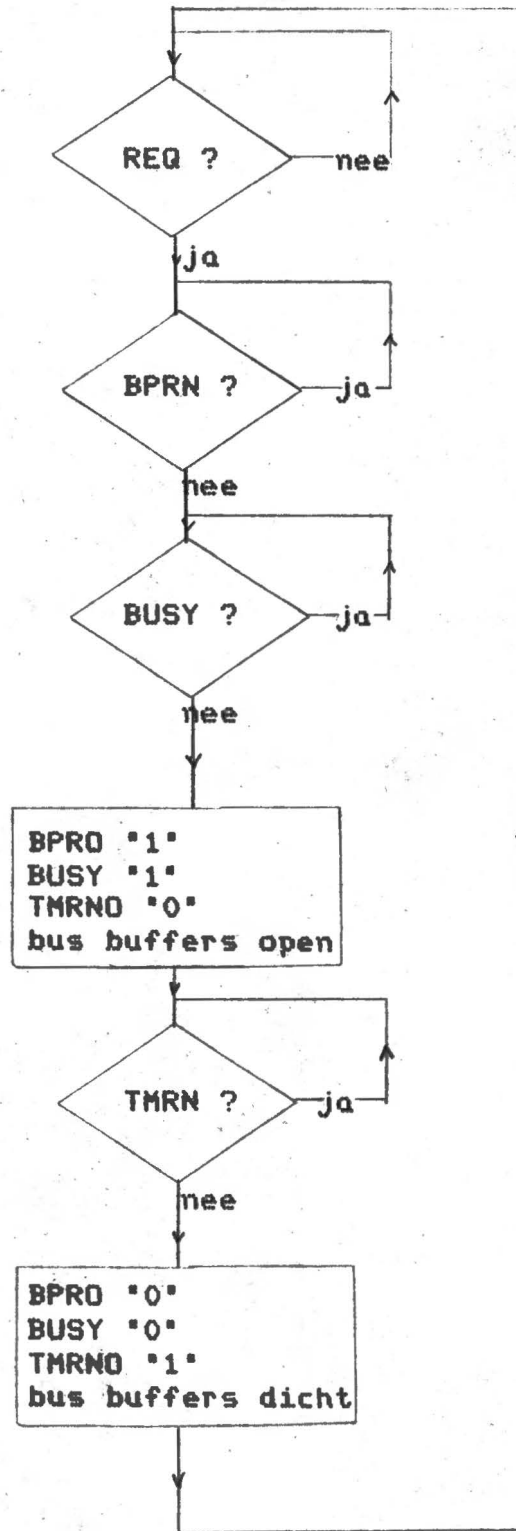 REQ ?
nee
ja
BPRN ?
ja
nee
BUSY ?
ja
nee
BPRO "1"
BUSY "1"
TMRNO "0"
bus buffers open
TMRN ?
ja
nee
BPRO "0"
BUSY "0"
TMRNO "1"
bus buffers dicht